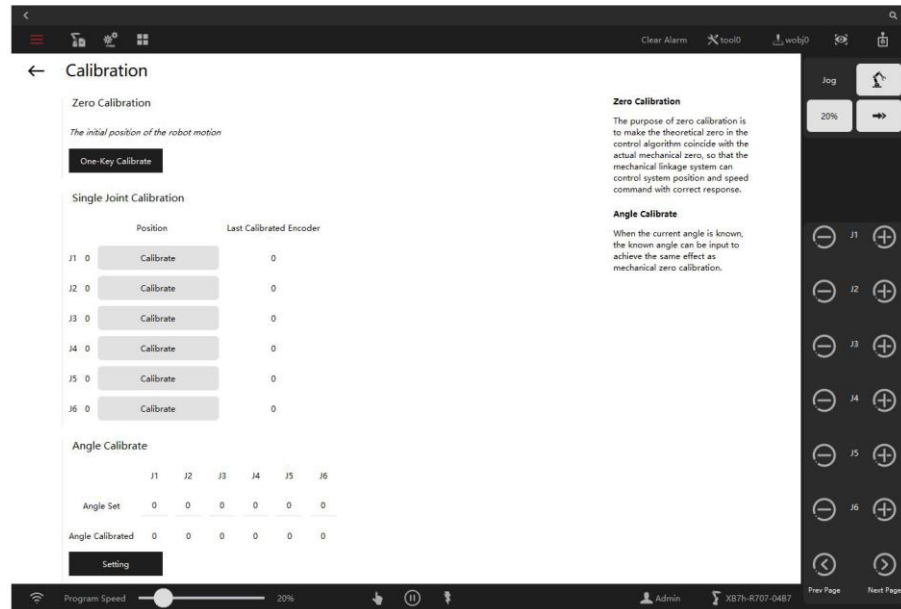 Clear Alarm tool0 wobj0
Calibration
Zero Calibration
The initial position of the robot motion
One-Key Calibrate
Single Joint Calibration
Position Last Calibrated Encoder
J1 0 Calibrate 0
J2 0 Calibrate 0
J3 0 Calibrate 0
J4 0 Calibrate 0
J5 0 Calibrate 0
J6 0 Calibrate 0
Angle Calibrate
J1 J2 J3 J4 J5 J6
Angle Set 0 0 0 0 0 0
Angle Calibrated 0 0 0 0 0 0
Setting
Zero Calibration
The purpose of zero calibration is
to make the theoretical zero in the
control algorithm coincide with the
actual mechanical zero, so that the
mechanical linkage system can
control system position and speed
command with correct response.
Angle Calibrate
When the current angle is known,
the known angle can be input to
achieve the same effect as
mechanical zero calibration.
Jog
20%
J1
J2
J3
J4
J5
J6
Prev Page Next Page
Program Speed 20% Admin XB7h-R707-04B7